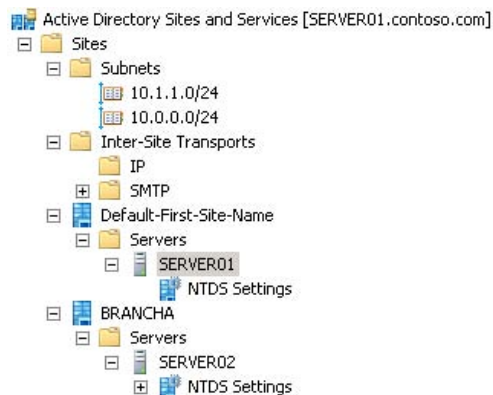 Active Directory Sites and Services [SERVER01.contoso.com]
Sites
Subnets
10.1.1.0/24
10.0.0.0/24
Inter-Site Transports
IP
SMTP
Default-First-Site-Name
Servers
SERVER01
NTDS Settings
BRANCHA
Servers
SERVER02
NTDS Settings